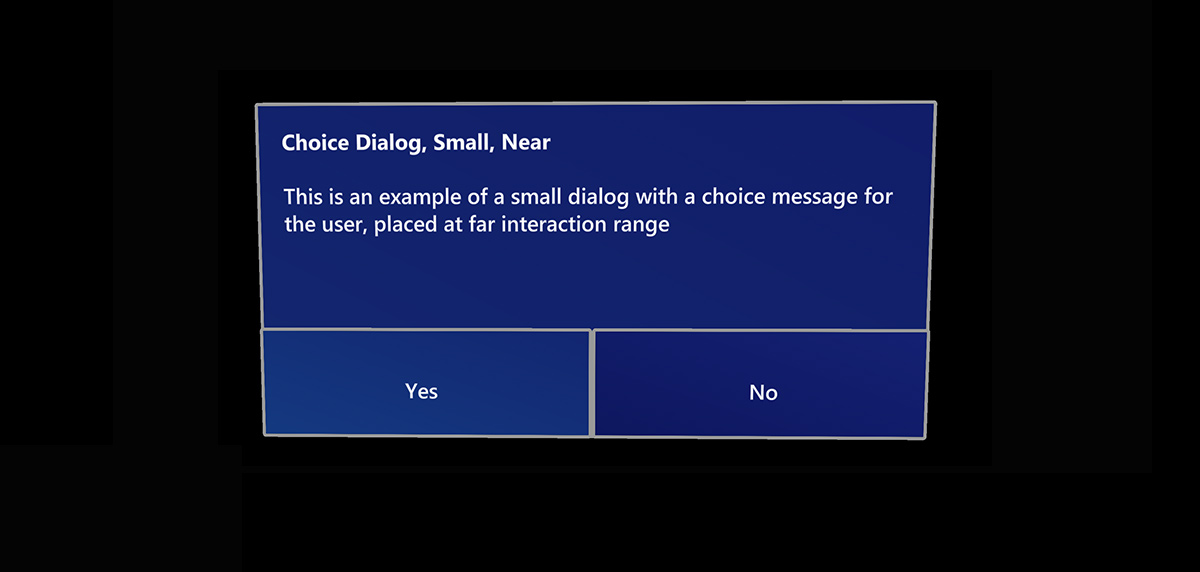 Choice Dialog, Small, Near
This is an example of a small dialog with a choice message for
the user, placed at far interaction range
Yes
No